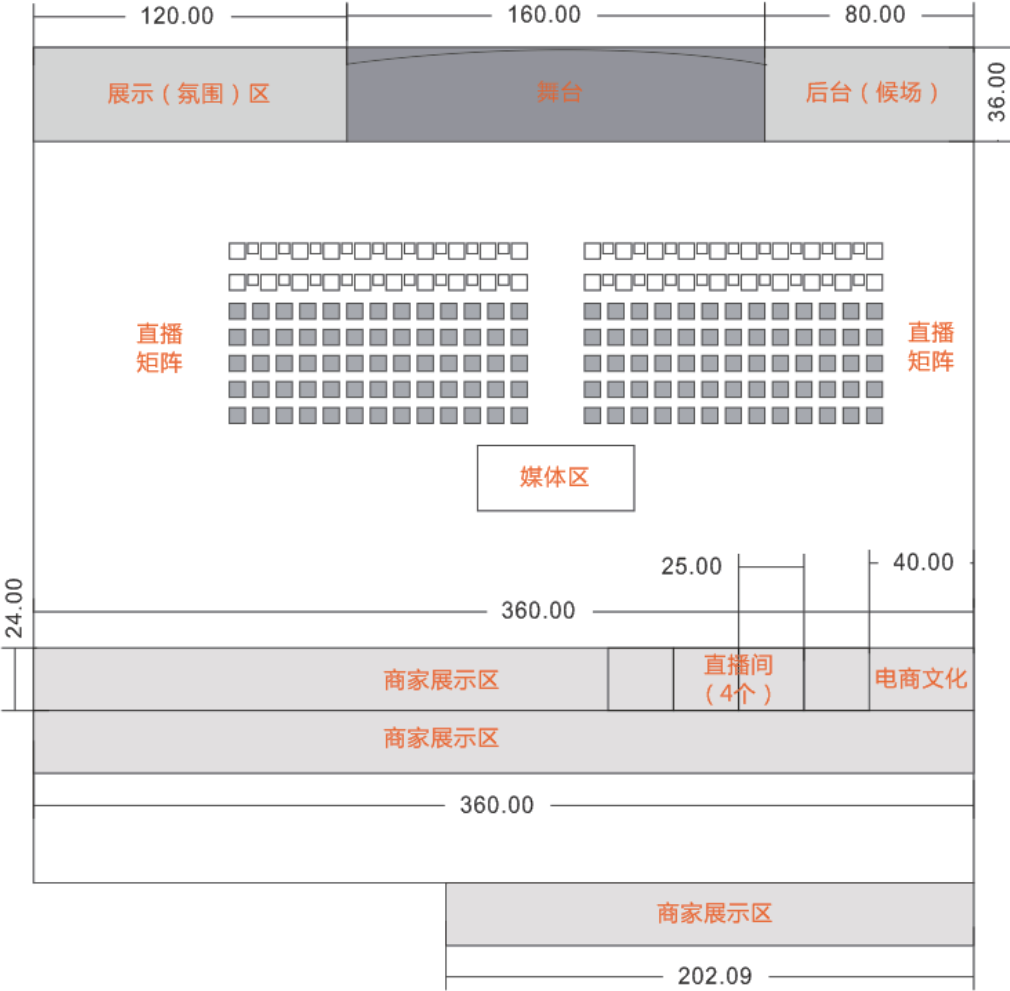 120.00
160.00
80.00
展示（氛围）区
舞台
后台（候场）
36.00
直播
矩阵
直播
矩阵
媒体区
25.00
40.00
24.00
360.00
商家展示区
直播间
（4个）
电商文化
商家展示区
360.00
商家展示区
202.09